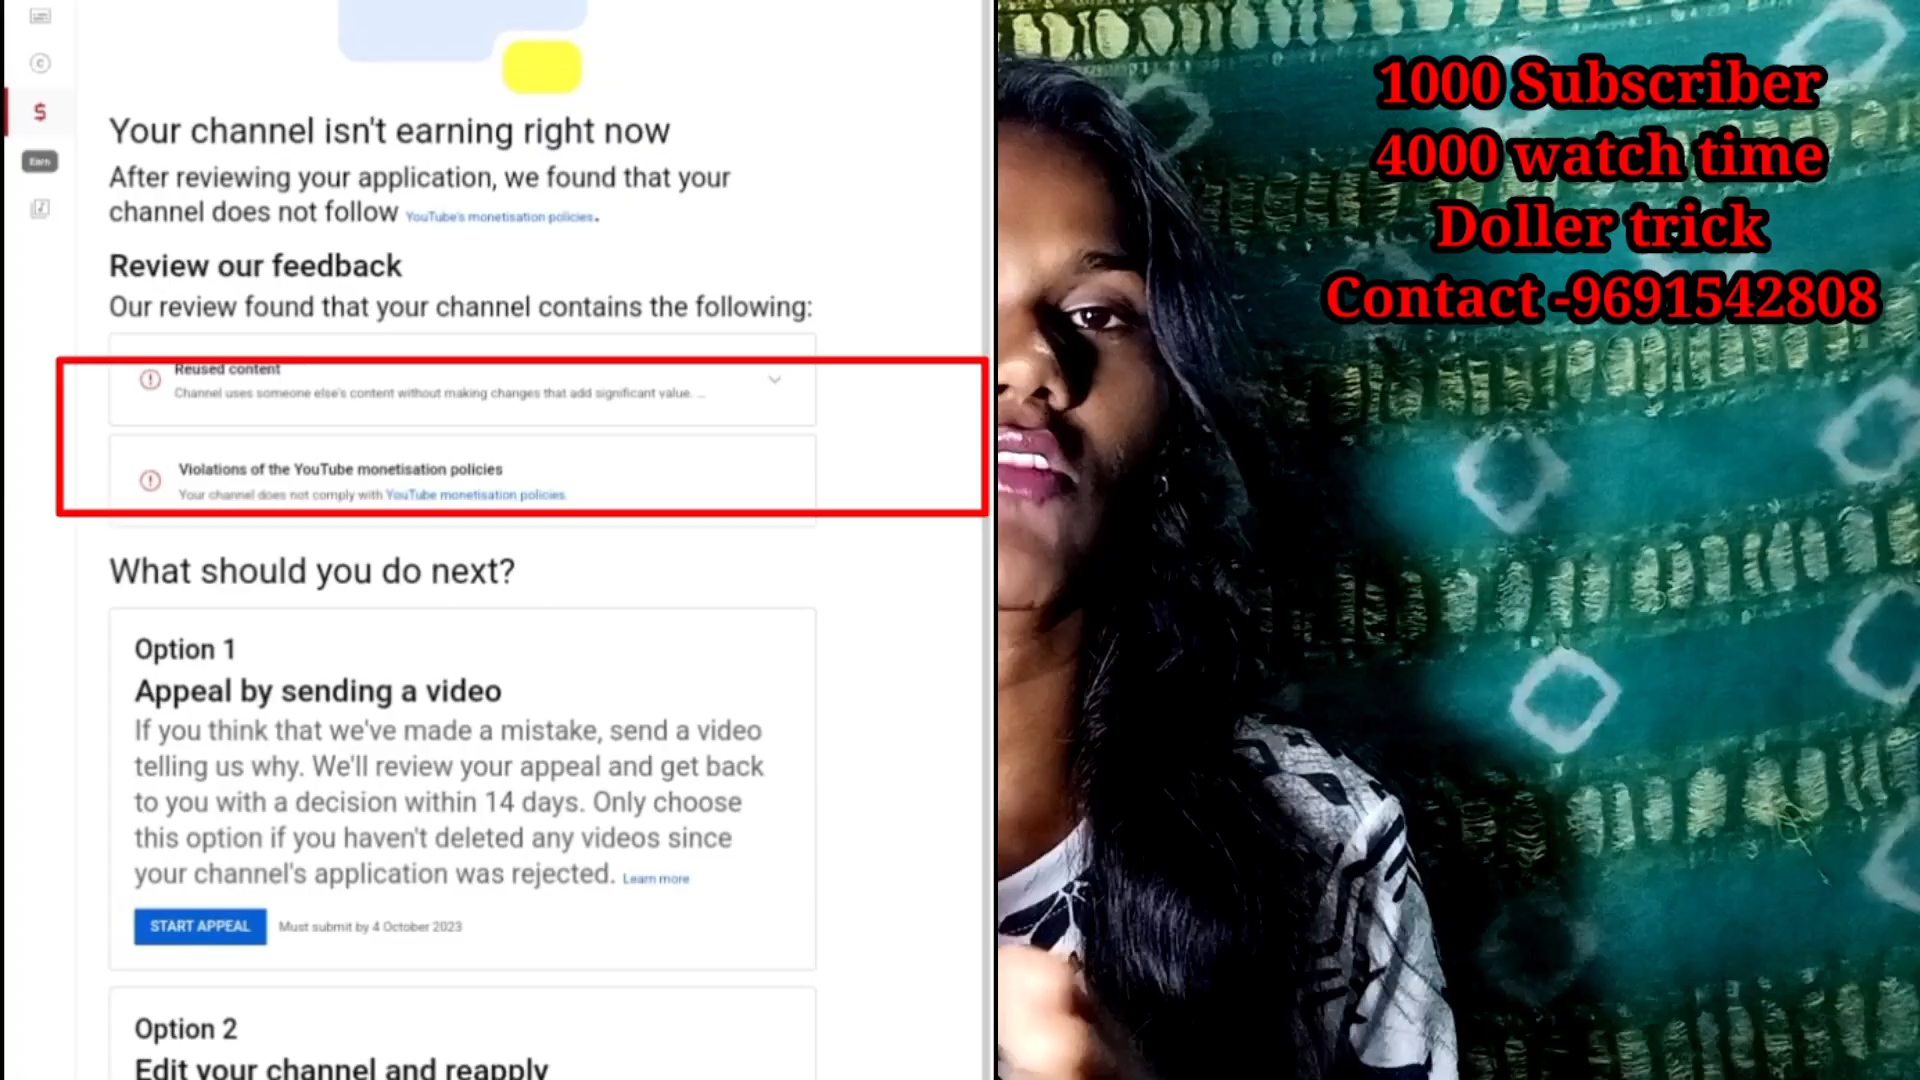 Earn
Your channel isn't earning right now
After reviewing your application, we found that your
channel does not follow YouTube's monetisation policies.
Review our feedback
Our review found that your channel contains the following:
Reused content
Channel uses someone else's content without making changes that add significant value. ...
Violations of the YouTube monetisation policies
Your channel does not comply with YouTube monetisation policies
What should you do next?
Option 1
Appeal by sending a video
If you think that we've made a mistake, send a video
telling us why. We'll review your appeal and get back
to you with a decision within 14 days. Only choose
this option if you haven't deleted any videos since
your channel's application was rejected. Learn more
START APPEAL Must submit by 4 October 2023
Option 2
Edit your channel and reapply
1000 Subscriber
4000 watch time
Doller trick
Contact -9691542808